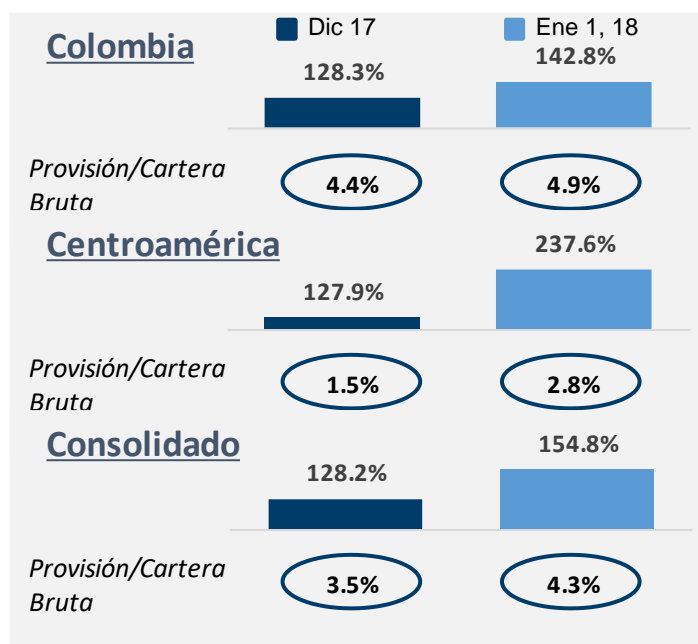 Dic 17
Ene 1, 18
Colombia
128.3%
142.8%
Provisión/Cartera
Bruta
4.4%
4.9%
Centroamérica
127.9%
237.6%
Provisión/Cartera
Bruta
1.5%
2.8%
Consolidado
128.2%
154.8%
Provisión/Cartera
Bruta
3.5%
4.3%